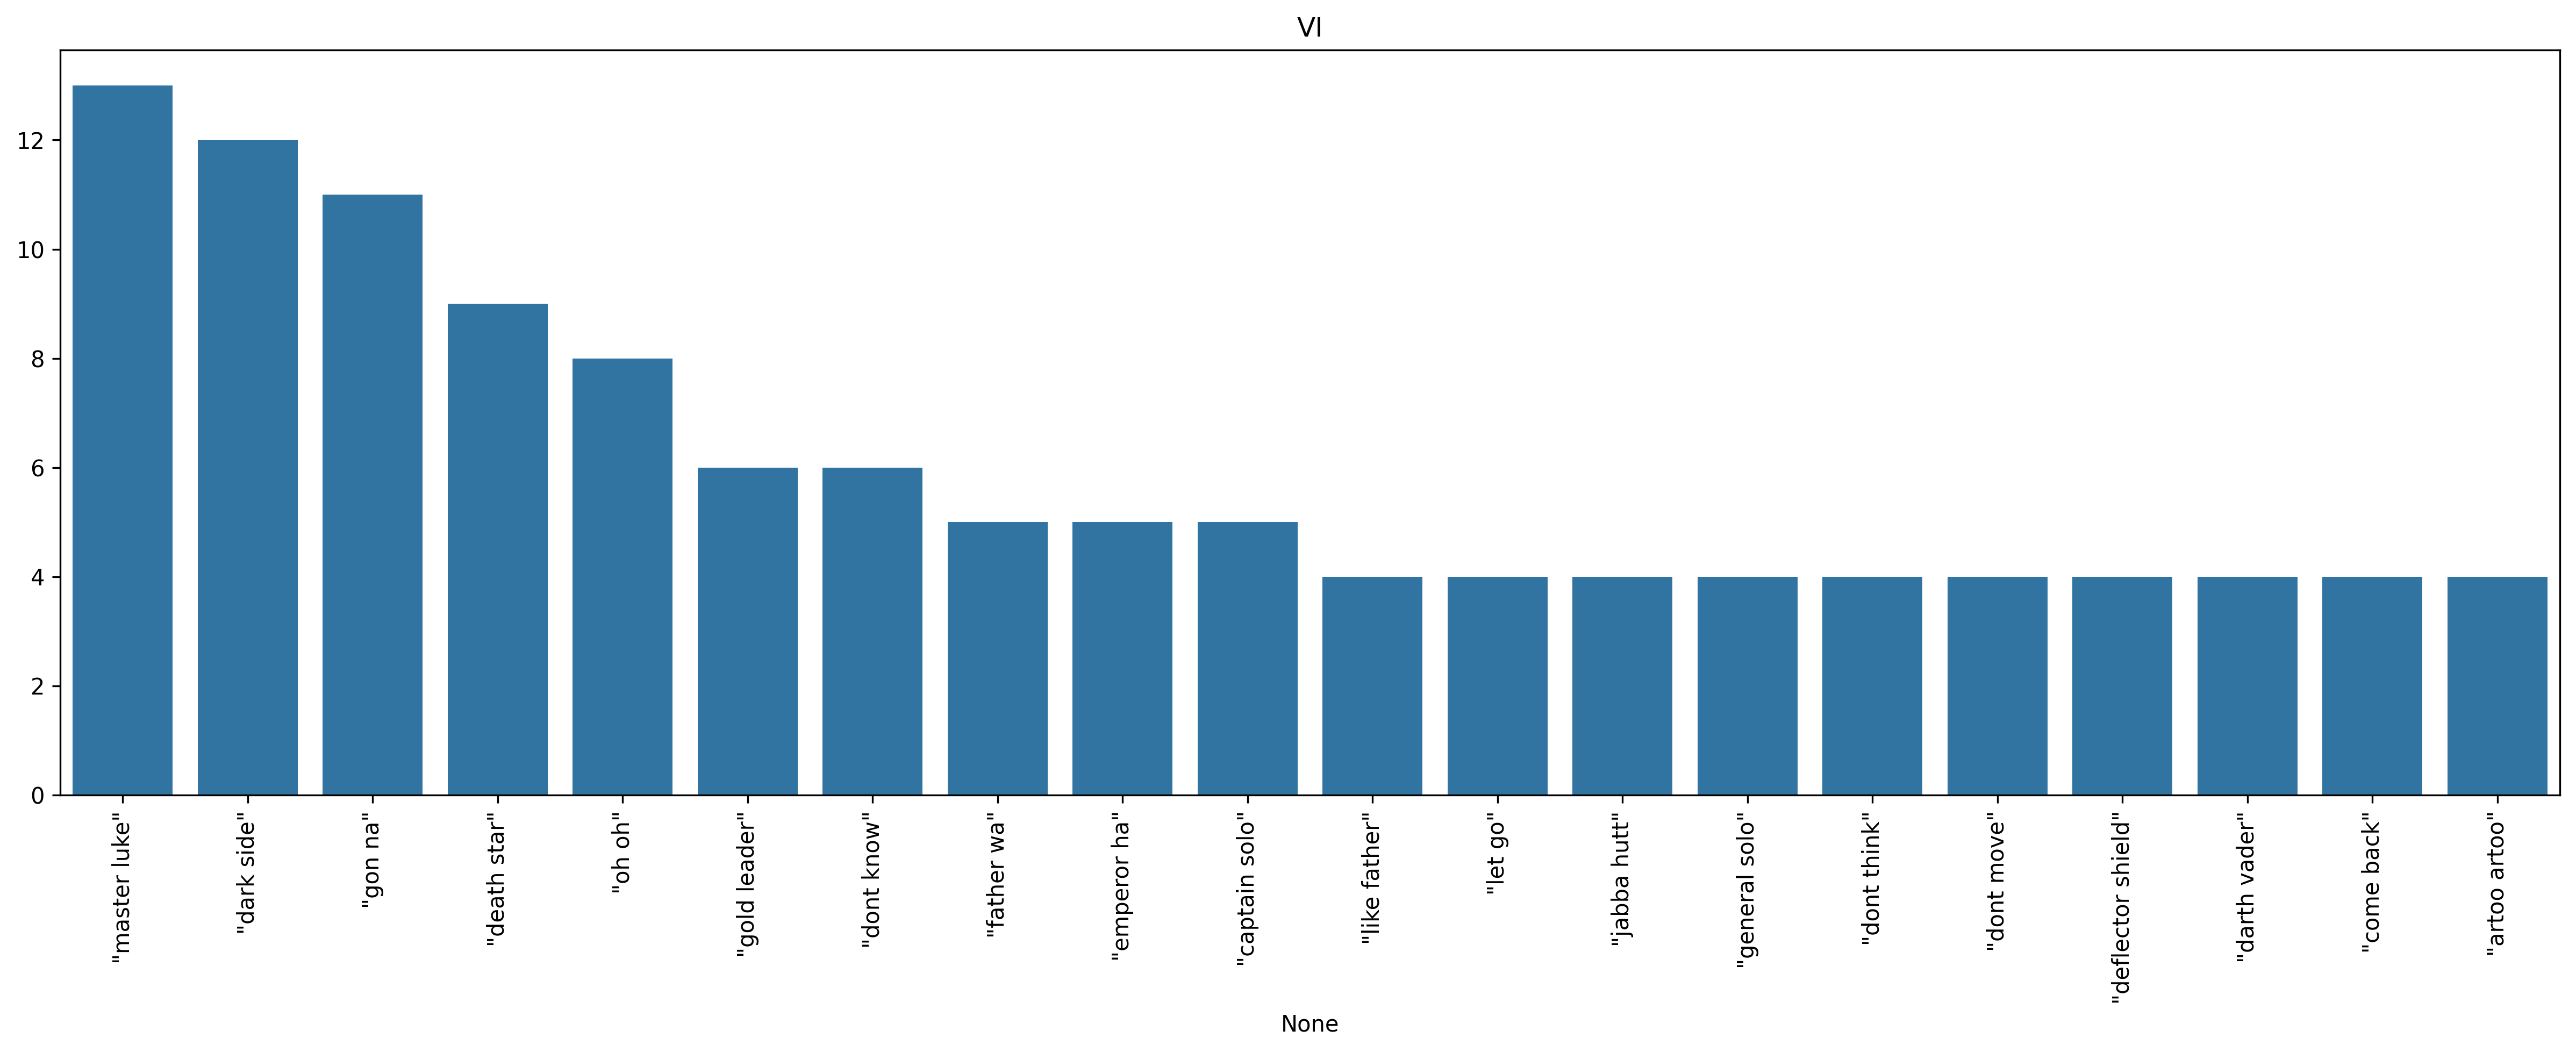 VI
12
10
8
6
4
2
0
"master luke"
"dark side"
"gon na"
"death star"
"oh oh"
"gold leader"
"dont know"
"father wa"
"emperor ha"
"captain solo"
"like father"
"let go"
"jabba hutt"
"general solo"
"dont think"
"dont move"
"deflector shield"
"darth vader"
"come back"
"artoo artoo"
None